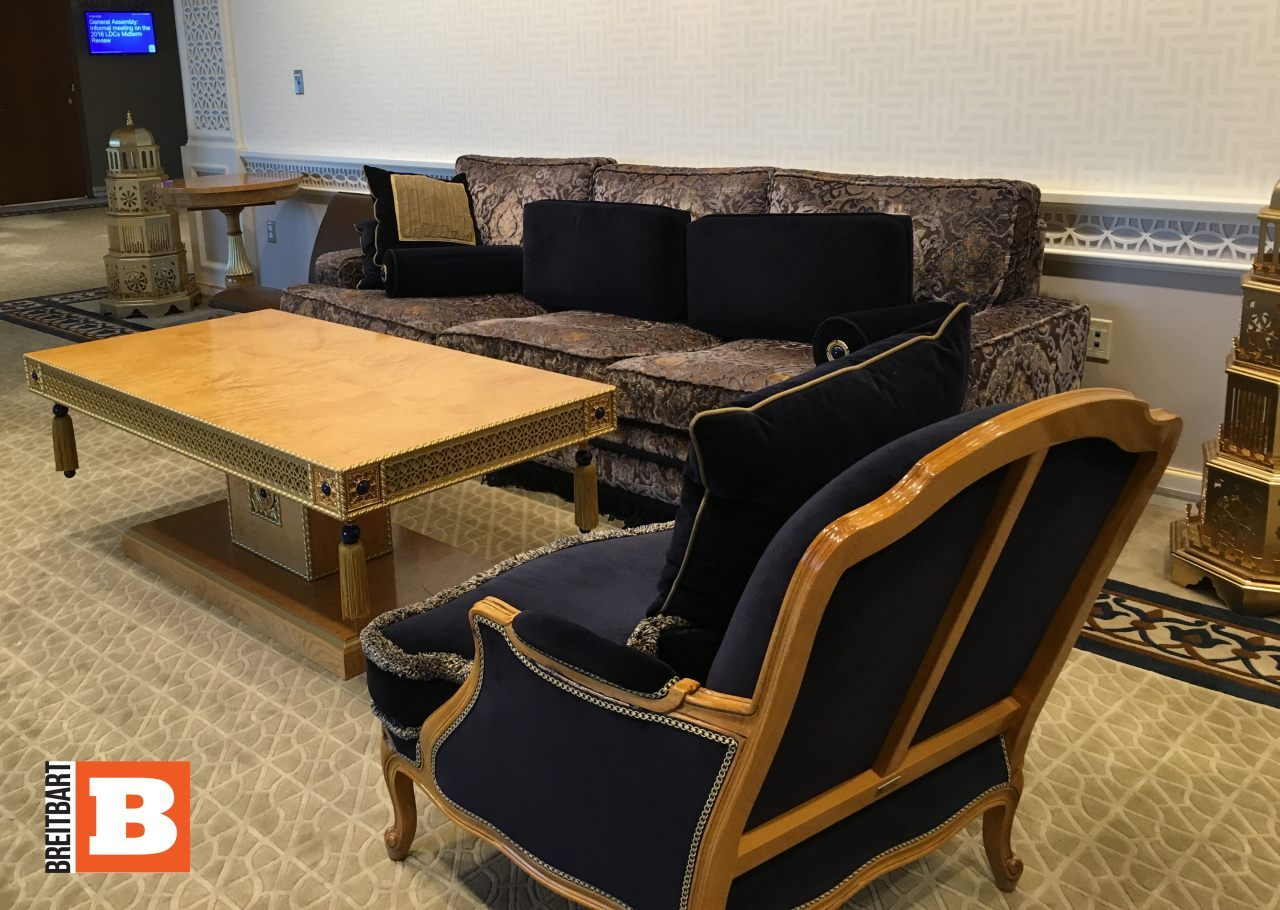 General Assembly:
Informal meeting on the
2016 LDCs Midterm
Review
BREITBART
B